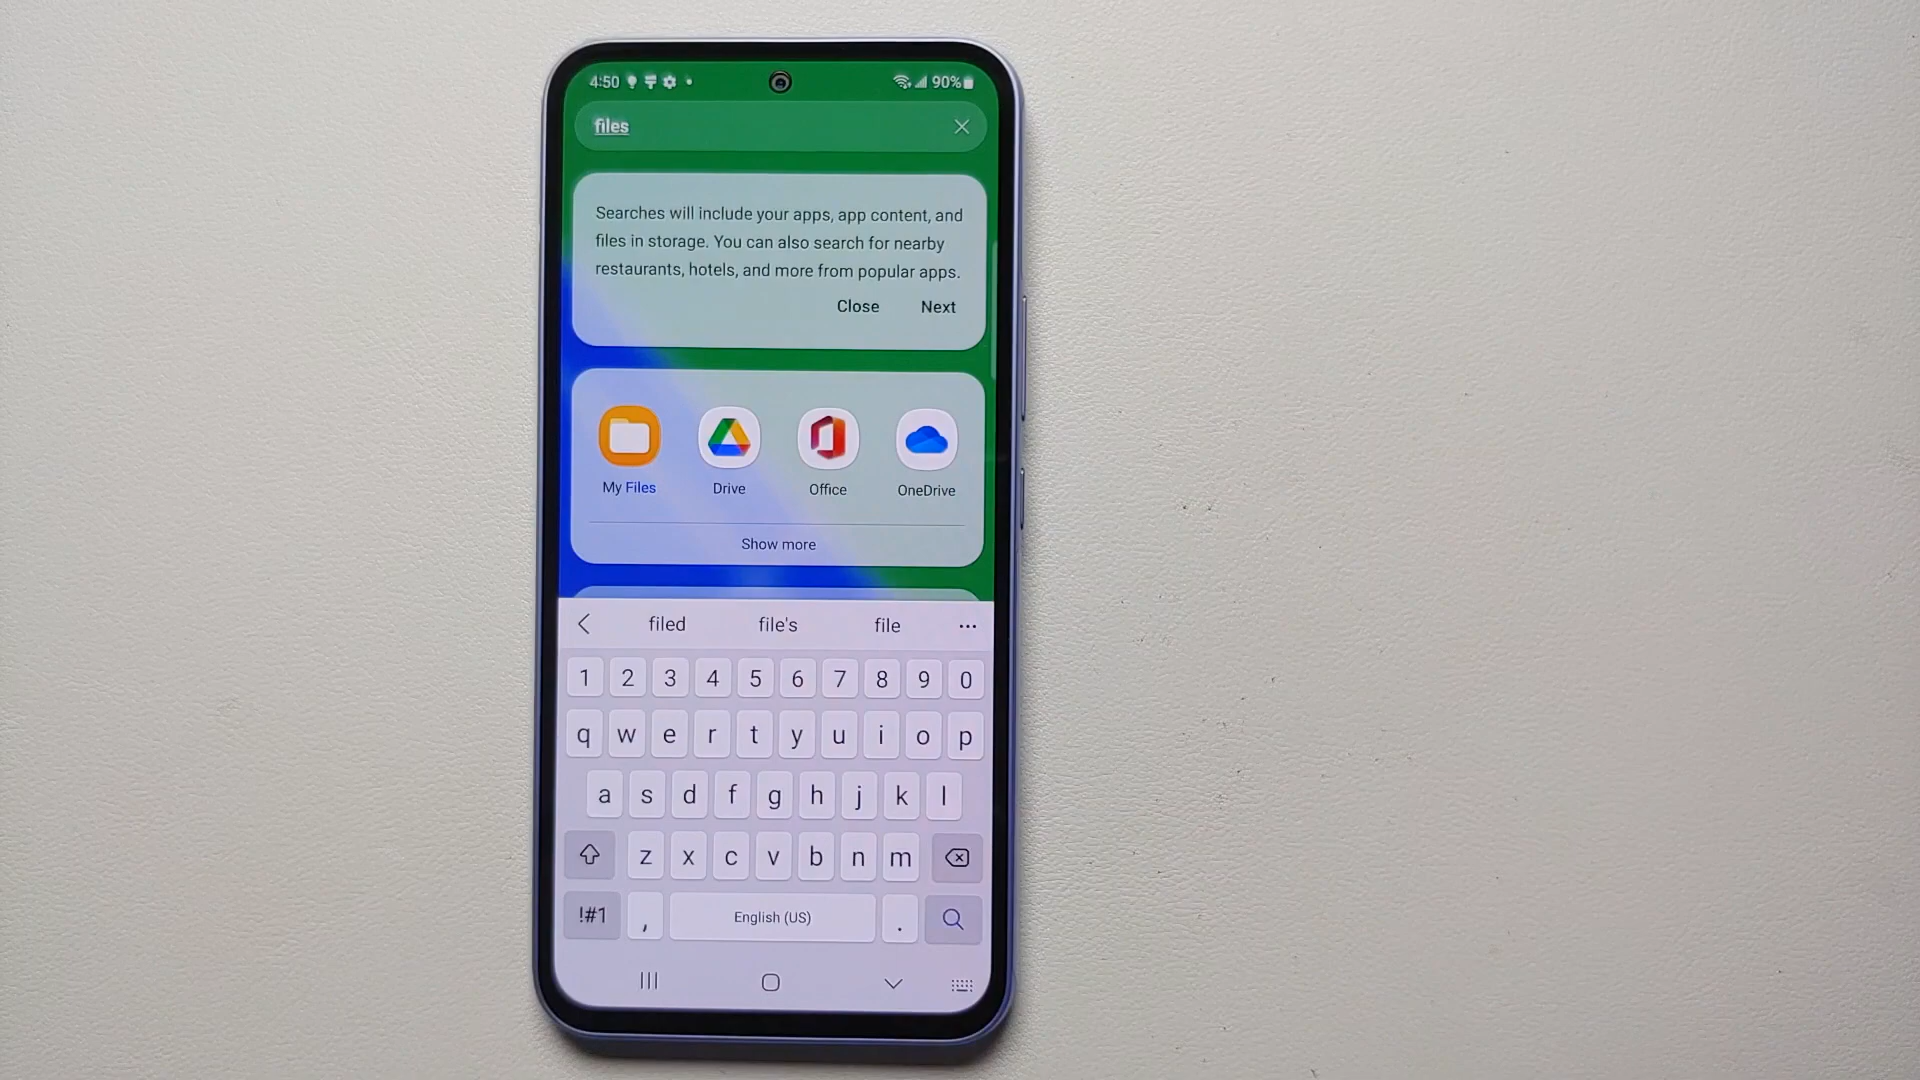 4:50 90%
files
Searches will include your apps, app content, and
files in storage. You can also search for nearby
restaurants, hotels, and more from popular apps.
Close Next
My Files Drive Office OneDrive
Show more
filed file's file
1 2 3 4 5 6 7 8 9 0
q w e r t y u i o p
a s d f g h j k l
z x c v b n m
!#1 , English (US) .